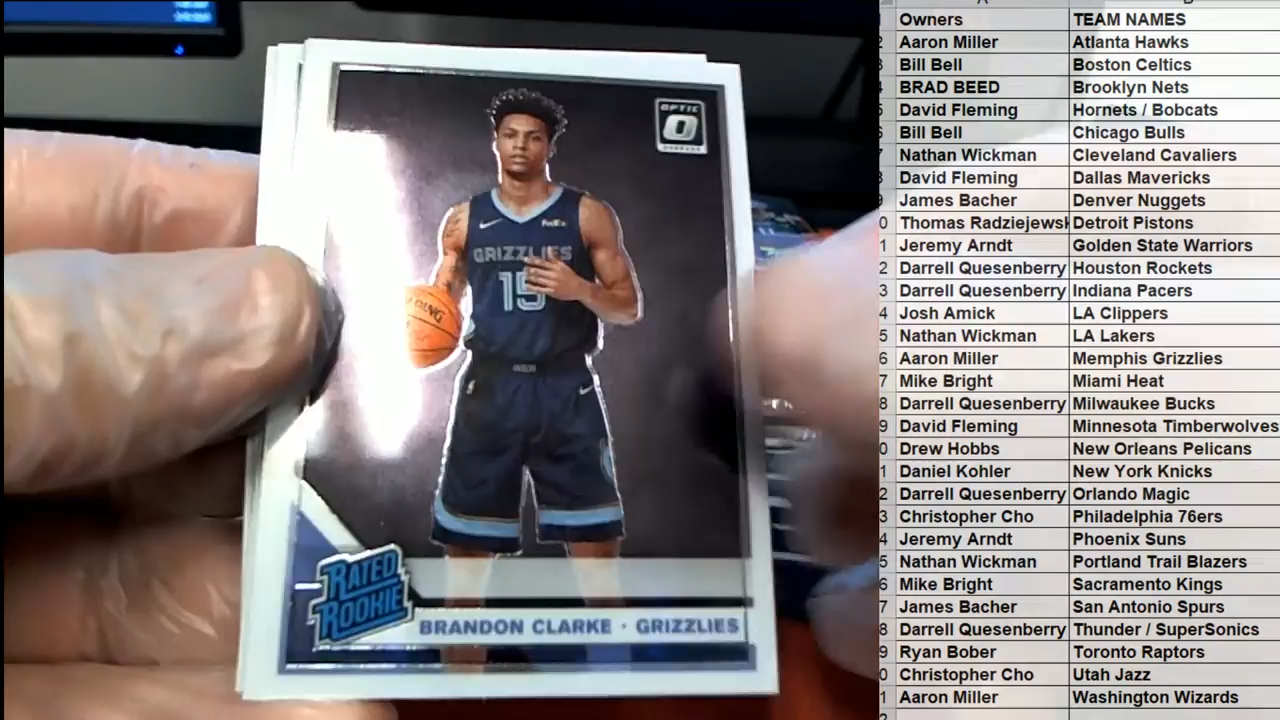 OPTIC
FedEx
GRIZZLIES
15
RATED
ROOKIE
BRANDON CLARKE · GRIZZLIES
Owners TEAM NAMES
Aaron Miller Atlanta Hawks
Bill Bell Boston Celtics
BRAD BEED Brooklyn Nets
David Fleming Hornets / Bobcats
Bill Bell Chicago Bulls
Nathan Wickman Cleveland Cavaliers
David Fleming Dallas Mavericks
James Bacher Denver Nuggets
Thomas Radziejewsk Detroit Pistons
Jeremy Arndt Golden State Warriors
Darrell Quesenberry Houston Rockets
Darrell Quesenberry Indiana Pacers
Josh Amick LA Clippers
Nathan Wickman LA Lakers
Aaron Miller Memphis Grizzlies
Mike Bright Miami Heat
Darrell Quesenberry Milwaukee Bucks
David Fleming Minnesota Timberwolves
Drew Hobbs New Orleans Pelicans
Daniel Kohler New York Knicks
Darrell Quesenberry Orlando Magic
Christopher Cho Philadelphia 76ers
Jeremy Arndt Phoenix Suns
Nathan Wickman Portland Trail Blazers
Mike Bright Sacramento Kings
James Bacher San Antonio Spurs
Darrell Quesenberry Thunder / SuperSonics
Ryan Bober Toronto Raptors
Christopher Cho Utah Jazz
Aaron Miller Washington Wizards